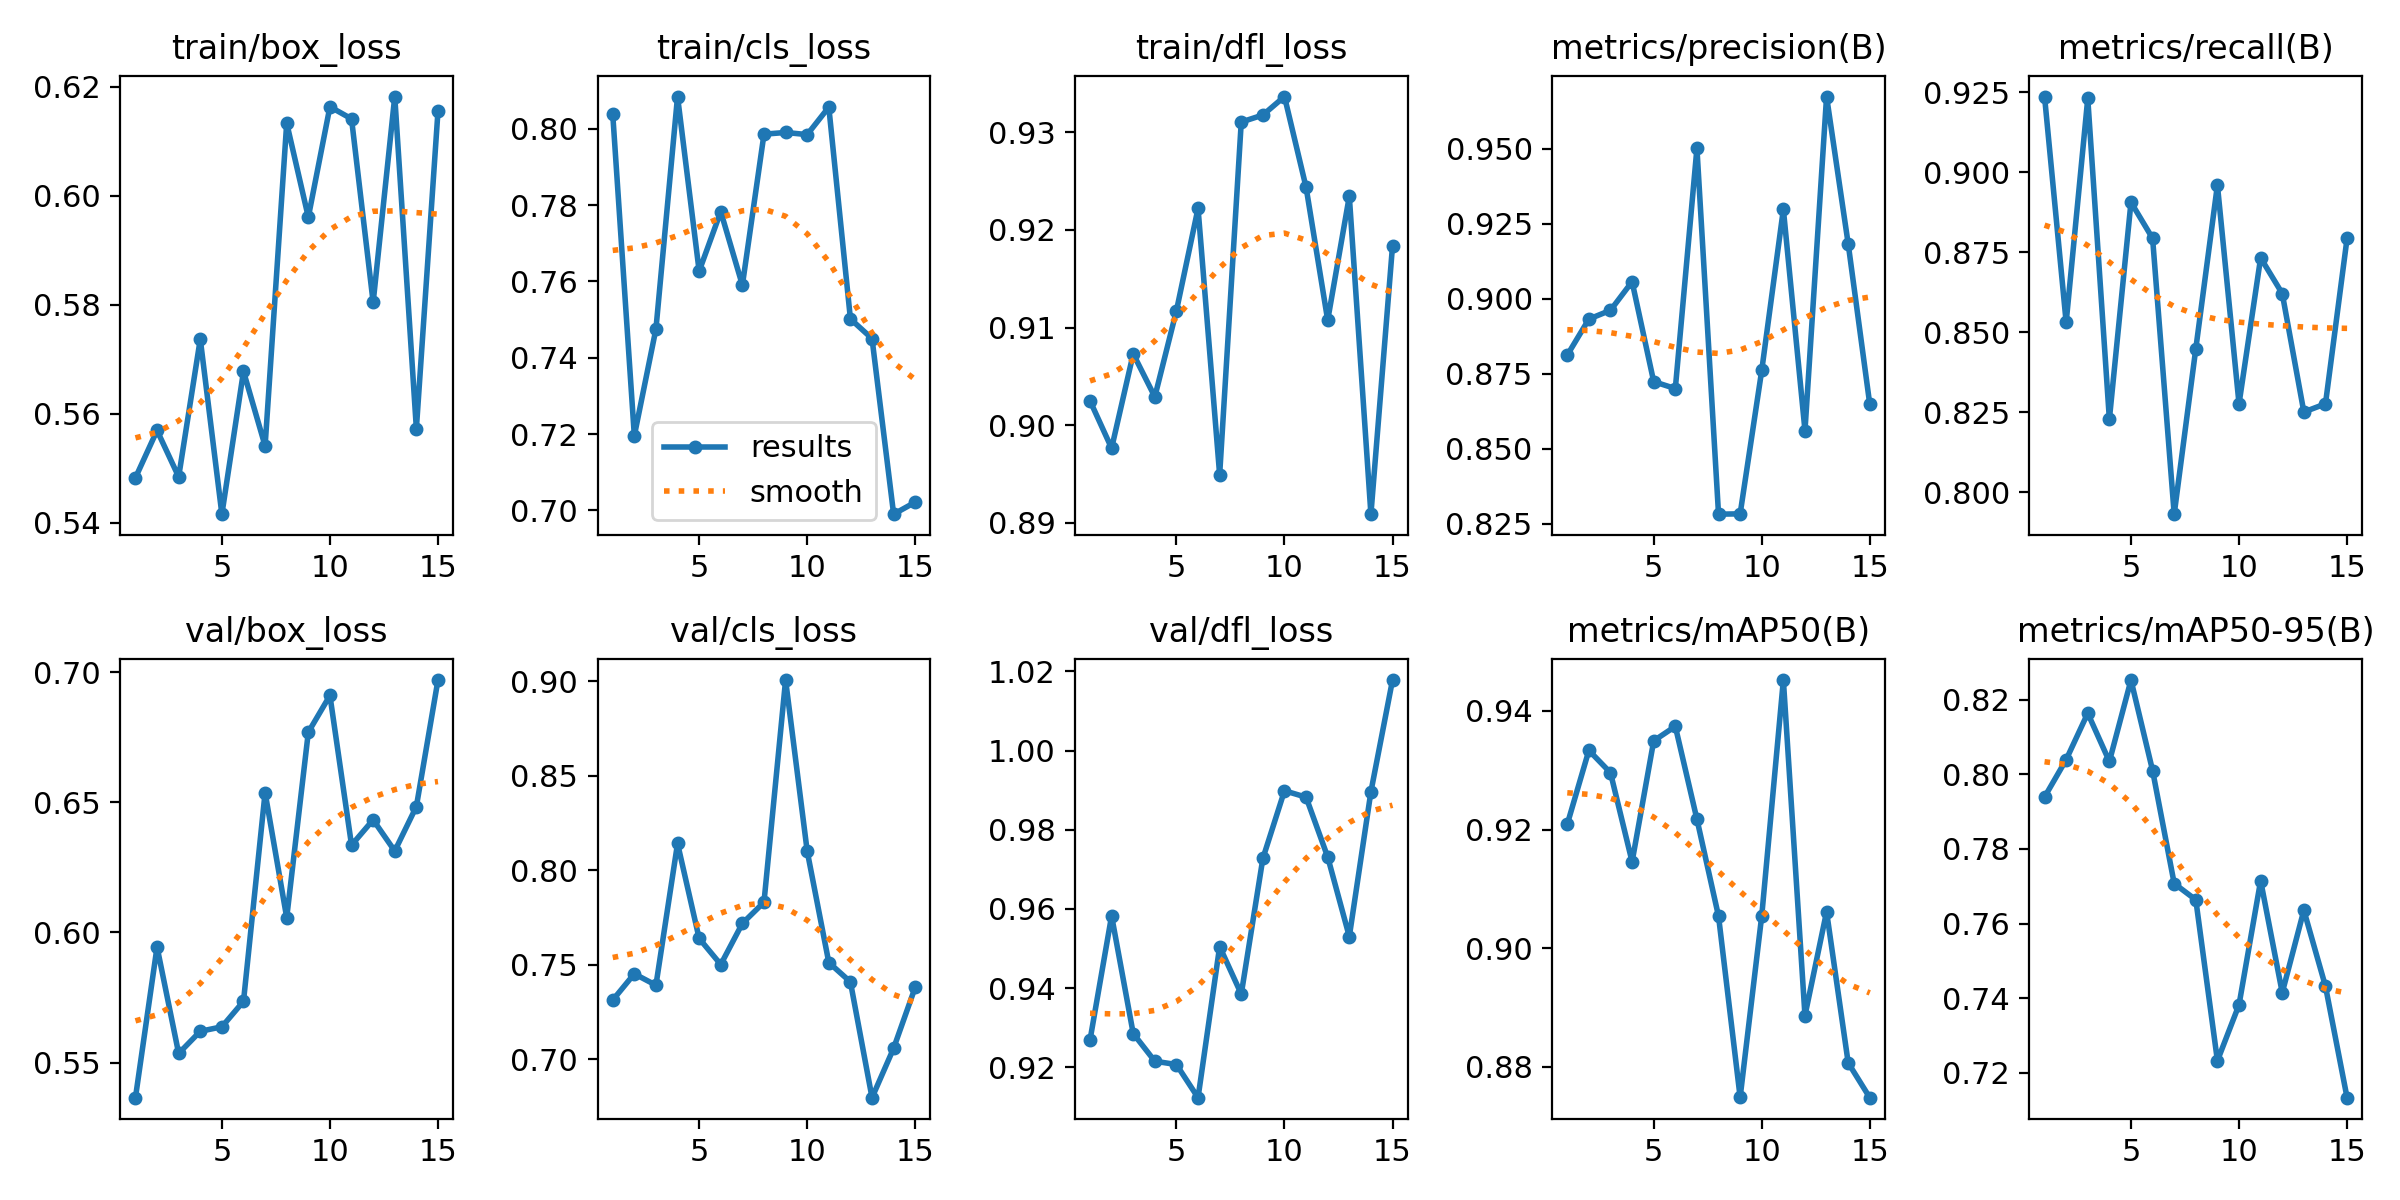 train/box_loss
0.62
0.60
0.58
0.56
0.54
5 10 15
train/cls_loss
0.80
0.78
0.76
0.74
0.72
0.70
results
smooth
5 10 15
train/dfl_loss
0.93
0.92
0.91
0.90
0.89
5 10 15
metrics/precision(B)
0.950
0.925
0.900
0.875
0.850
0.825
5 10 15
metrics/recall(B)
0.925
0.900
0.875
0.850
0.825
0.800
5 10 15
val/box_loss
0.70
0.65
0.60
0.55
5 10 15
val/cls_loss
0.90
0.85
0.80
0.75
0.70
5 10 15
val/dfl_loss
1.02
1.00
0.98
0.96
0.94
0.92
5 10 15
metrics/mAP50(B)
0.94
0.92
0.90
0.88
5 10 15
metrics/mAP50-95(B)
0.82
0.80
0.78
0.76
0.74
0.72
5 10 15